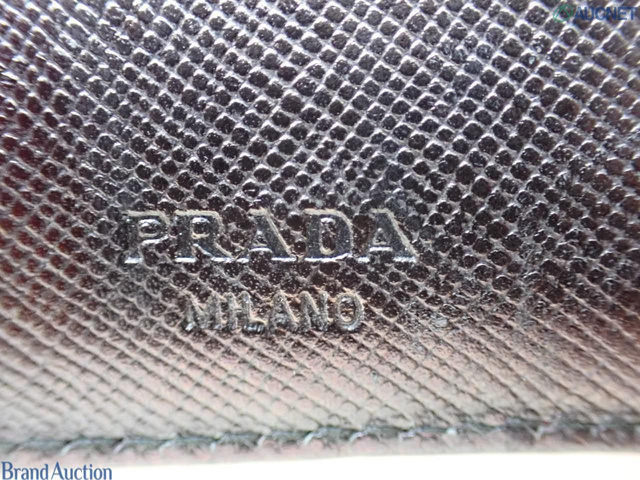 AUCNET
PRADA
MILANO
Brand Auction